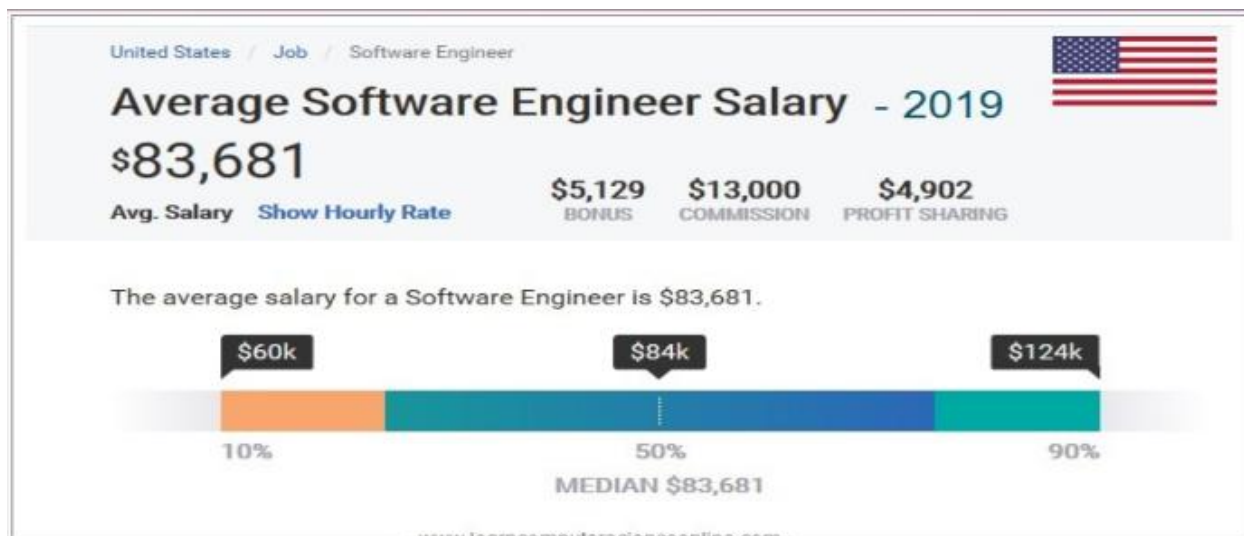 United States / Job / Software Engineer
Average Software Engineer Salary - 2019
$83,681
Avg. Salary Show Hourly Rate
$5,129 $13,000 $4,902
BONUS COMMISSION PROFIT SHARING
The average salary for a Software Engineer is $83,681.
$60k $84k $124k
10% 50% 90%
MEDIAN $83,681